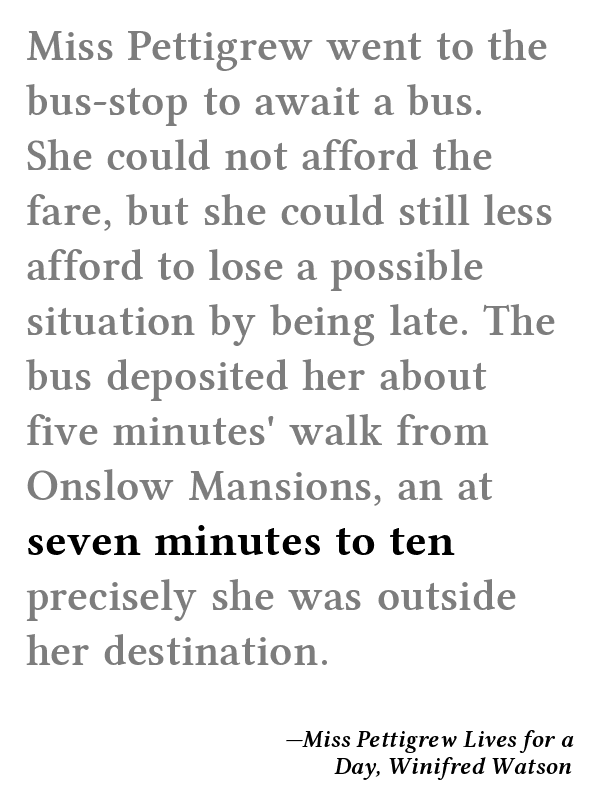 Miss Pettigrew went to the
bus-stop to await a bus.
She could not afford the
fare, but she could still less
afford to lose a possible
situation by being late. The
bus deposited her about
five minutes' walk from
Onslow Mansions, an at
seven minutes to ten
precisely she was outside
her destination.
—Miss Pettigrew Lives for a
Day, Winifred Watson